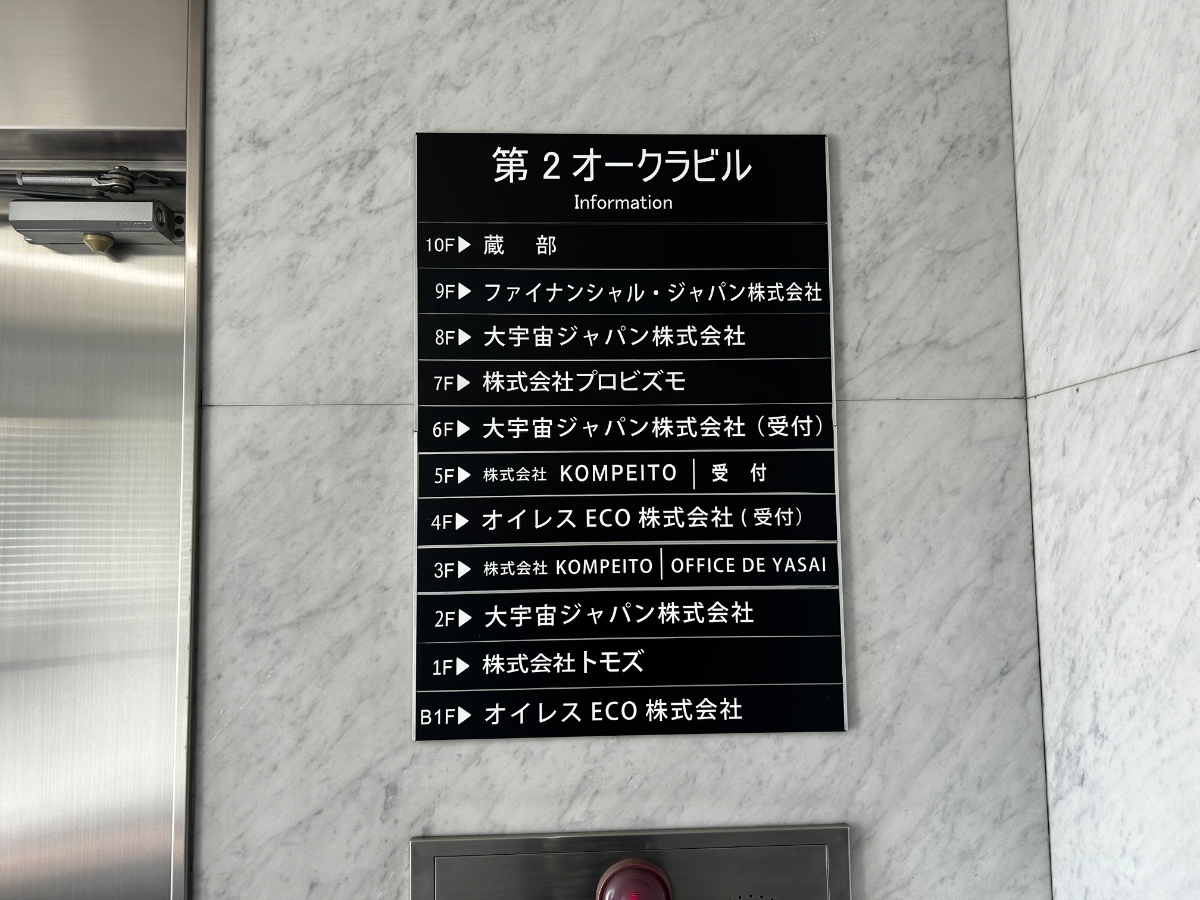 第2オークラビル
Information
10F▶ 蔵 部
9F▶ ファイナンシャル・ジャパン株式会社
8F▶ 大宇宙ジャパン株式会社
7F▶ 株式会社プロビズモ
6F▶ 大宇宙ジャパン株式会社(受付)
5F▶ 株式会社 KOMPEITO | 受 付
4F▶ オイレスECO株式会社(受付)
3F▶ 株式会社 KOMPEITO | OFFICE DE YASAI
2F▶ 大宇宙ジャパン株式会社
1F▶ 株式会社トモズ
B1F▶ オイレスECO株式会社